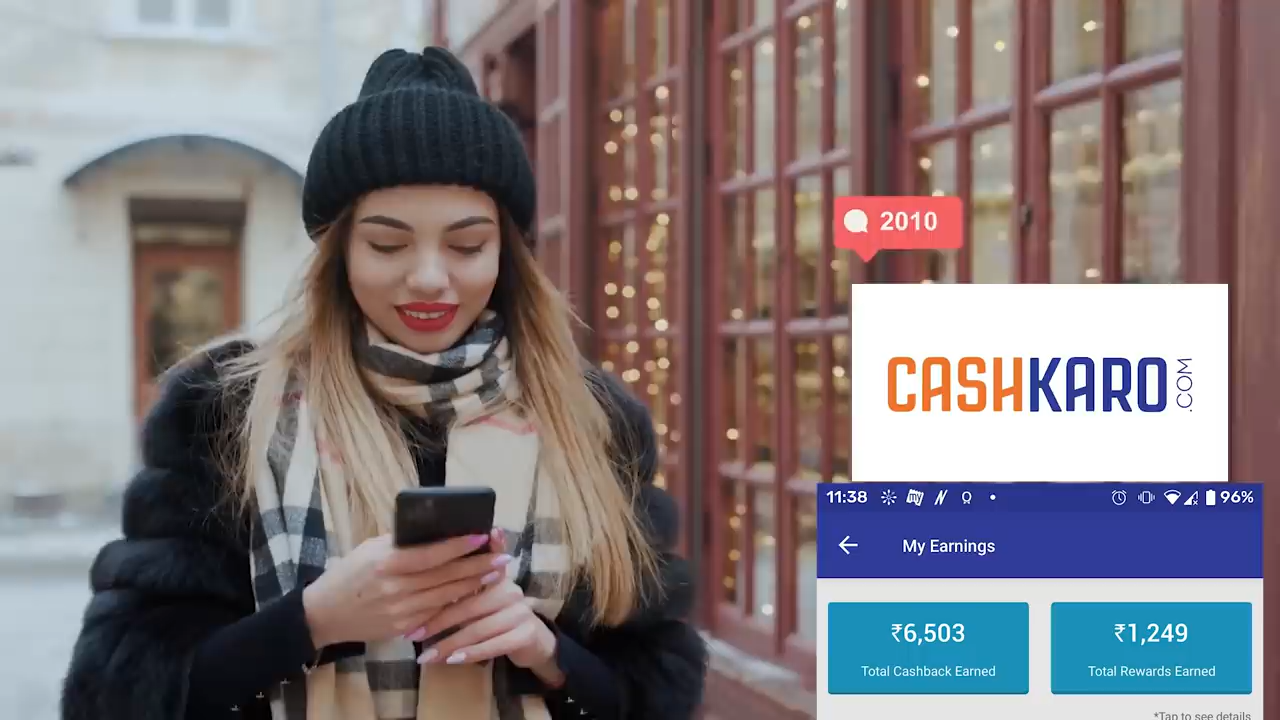 2010
CASHKARO.COM
11:38 96%
My Earnings
₹6,503 ₹1,249
Total Cashback Earned Total Rewards Earned
*Tap to see details